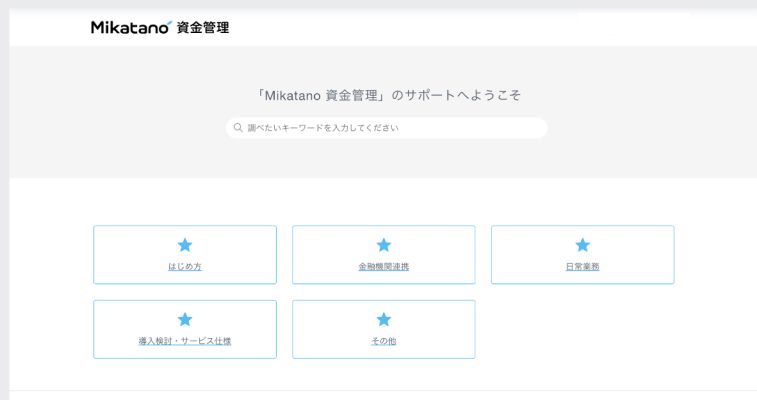 Mikatano 資金管理
「Mikatano 資金管理」のサポートへようこそ
調べたいキーワードを入力してください
はじめ方
金融機関連携
日常業務
導入検討・サービス仕様
その他